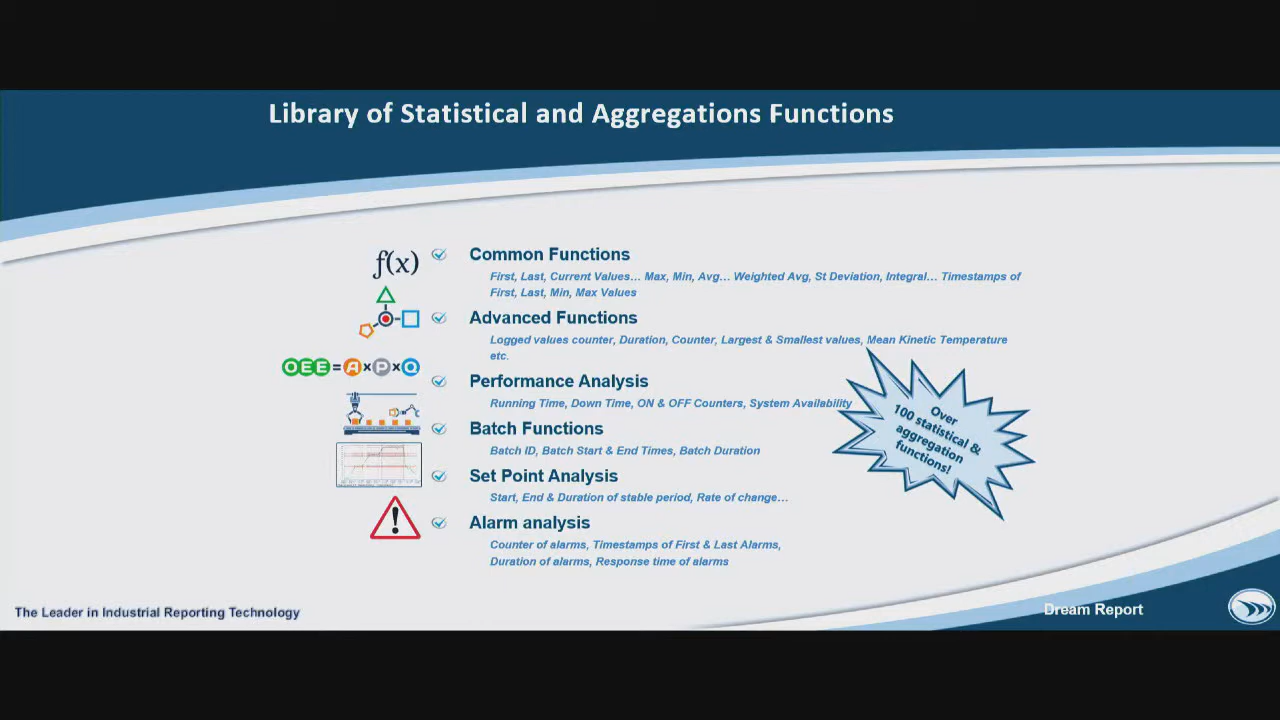 Library of Statistical and Aggregations Functions
f(x)
Common Functions
First, Last, Current Values... Max, Min, Avg... Weighted Avg, St Deviation, Integral... Timestamps of
First, Last, Min, Max Values
Advanced Functions
Logged values counter, Duration, Counter, Largest & Smallest values, Mean Kinetic Temperature
etc.
OEE=A×P×Q
Performance Analysis
Running Time, Down Time, ON & OFF Counters, System Availability
Over
100 statistical &
aggregation
functions!
Batch Functions
Batch ID, Batch Start & End Times, Batch Duration
Set Point Analysis
Start, End & Duration of stable period, Rate of change...
Alarm analysis
Counter of alarms, Timestamps of First & Last Alarms,
Duration of alarms, Response time of alarms
The Leader in Industrial Reporting Technology
Dream Report